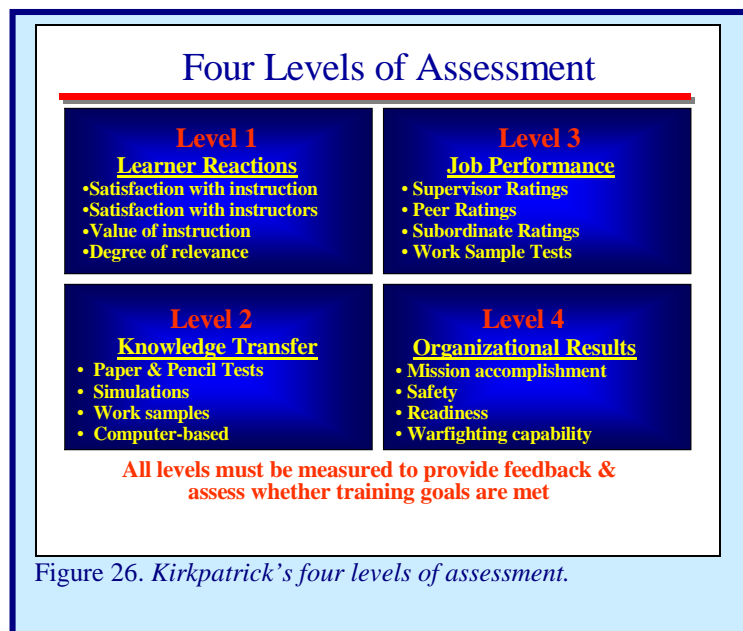 Four Levels of Assessment
Level 1
Learner Reactions
•Satisfaction with instruction
•Satisfaction with instructors
•Value of instruction
•Degree of relevance
Level 2
Knowledge Transfer
• Paper & Pencil Tests
• Simulations
• Work samples
• Computer-based
Level 3
Job Performance
• Supervisor Ratings
• Peer Ratings
• Subordinate Ratings
• Work Sample Tests
Level 4
Organizational Results
• Mission accomplishment
• Safety
• Readiness
• Warfighting capability
All levels must be measured to provide feedback &
assess whether training goals are met
Figure 26. Kirkpatrick's four levels of assessment.